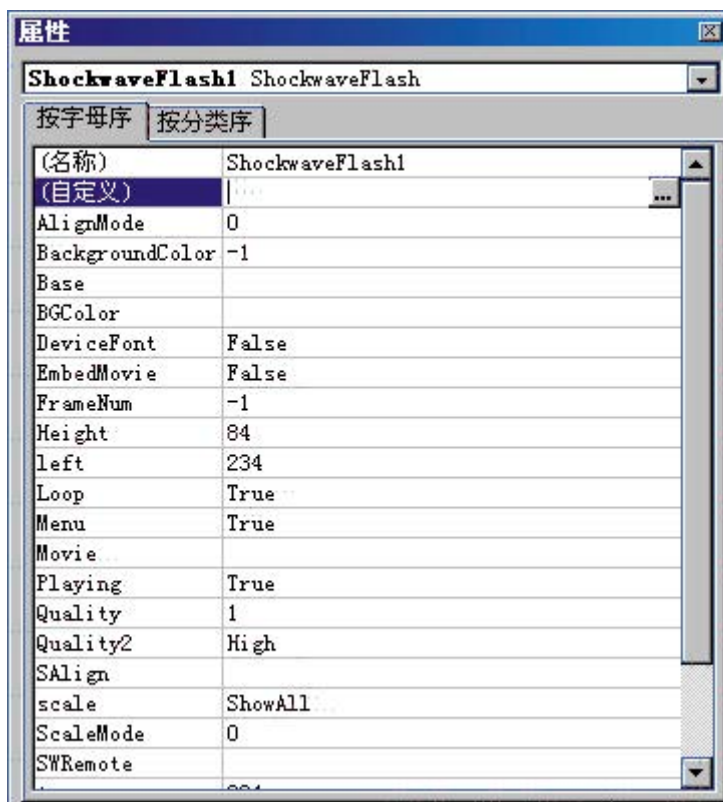 属性
ShockwaveFlash1 ShockwaveFlash
按字母序 按分类序
(名称) ShockwaveFlash1
(自定义) ...
AlignMode 0
BackgroundColor -1
Base
BGColor
DeviceFont False
EmbedMovie False
FrameNum -1
Height 84
left 234
Loop True
Menu True
Movie
Playing True
Quality 1
Quality2 High
SAlign
scale ShowAll
ScaleMode 0
SWRemote